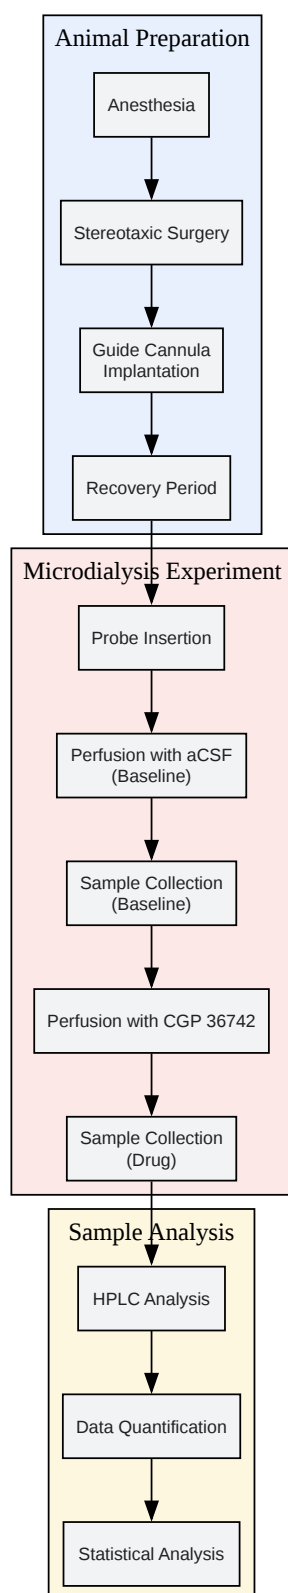 Animal Preparation
Anesthesia
Stereotaxic Surgery
Guide Cannula
Implantation
Recovery Period
Microdialysis Experiment
Probe Insertion
Perfusion with aCSF
(Baseline)
Sample Collection
(Baseline)
Perfusion with CGP 36742
Sample Collection
(Drug)
Sample Analysis
HPLC Analysis
Data Quantification
Statistical Analysis